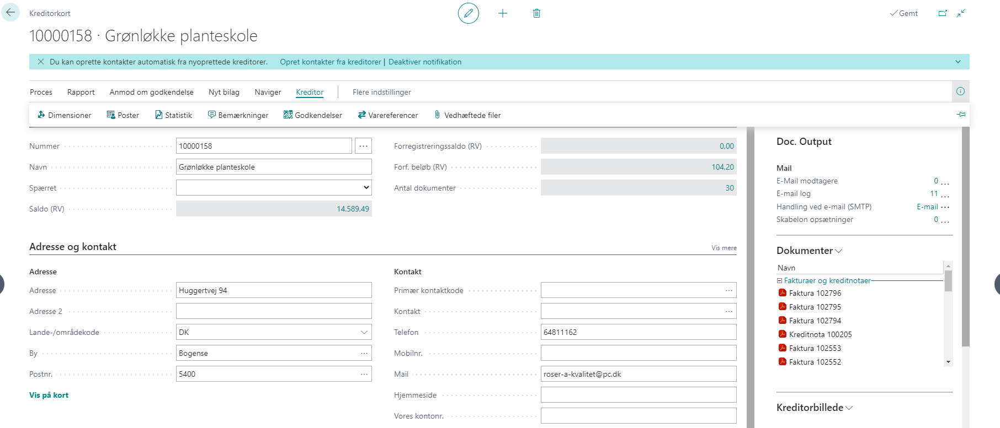 Kreditorkort
Gemt
10000158 · Grønløkke planteskole
Du kan oprette kontakter automatisk fra nyoprettede kreditorer. Opret kontakter fra kreditorer | Deaktiver notifikation
Proces Rapport Anmod om godkendelse Nyt bilag Naviger Kreditor Flere indstillinger
Dimensioner Poster Statistik Bemærkninger Godkendelser Varereferencer Vedhæftede filer
Nummer 10000158
Navn Grønløkke planteskole
Spærret
Saldo (RV) 14.589,49
Forregistreringssaldo (RV) 0,00
Forf. beløb (RV) 104,20
Antal dokumenter 30
Adresse og kontakt
Vis mere
Adresse
Adresse Huggertvej 94
Adresse 2
Lande-/områdekode DK
By Bogense
Postnr. 5400
Vis på kort
Kontakt
Primær kontaktkode
Kontakt
Telefon 64811162
Mobilnr.
Mail roser-a-kvalitet@pc.dk
Hjemmeside
Vores kontonr.
Doc. Output
Mail
E-Mail modtagere 0
E-mail log 11
Handling ved e-mail (SMTP) E-mail
Skabelon opsætninger 0
Dokumenter
Navn
Fakturaer og kreditnotaer
Faktura 102796
Faktura 102795
Faktura 102794
Kreditnota 100205
Faktura 102553
Faktura 102552
Kreditorbillede